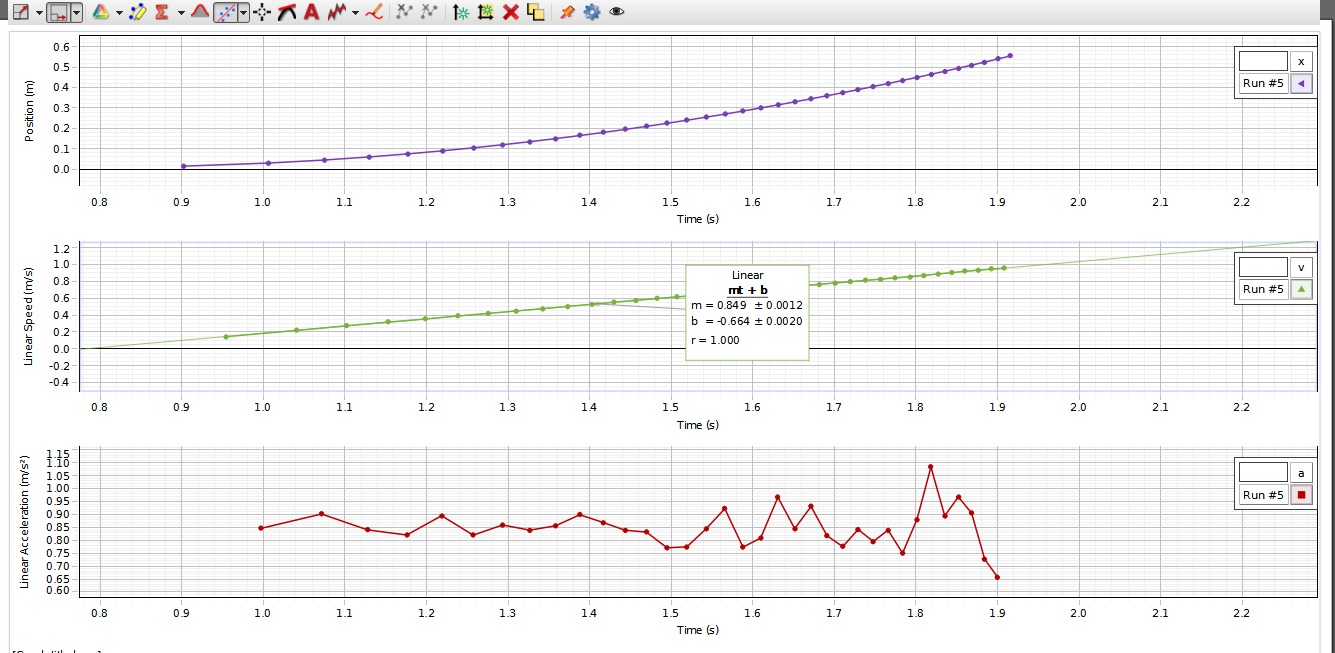 0.6
0.5
0.4
0.3
0.2
0.1
0.0
Position (m)
x
Run #5
0.8 0.9 1.0 1.1 1.2 1.3 1.4 1.5 1.6 1.7 1.8 1.9 2.0 2.1 2.2
Time (s)
1.2
1.0
0.8
0.6
0.4
0.2
0.0
-0.2
-0.4
Linear Speed (m/s)
Linear
mt + b
m = 0.849 ± 0.0012
b = -0.664 ± 0.0020
r = 1.000
v
Run #5
0.8 0.9 1.0 1.1 1.2 1.3 1.4 1.5 1.6 1.7 1.8 1.9 2.0 2.1 2.2
Time (s)
1.15
1.10
1.05
1.00
0.95
0.90
0.85
0.80
0.75
0.70
0.65
0.60
Linear Acceleration (m/s²)
a
Run #5
0.8 0.9 1.0 1.1 1.2 1.3 1.4 1.5 1.6 1.7 1.8 1.9 2.0 2.1 2.2
Time (s)